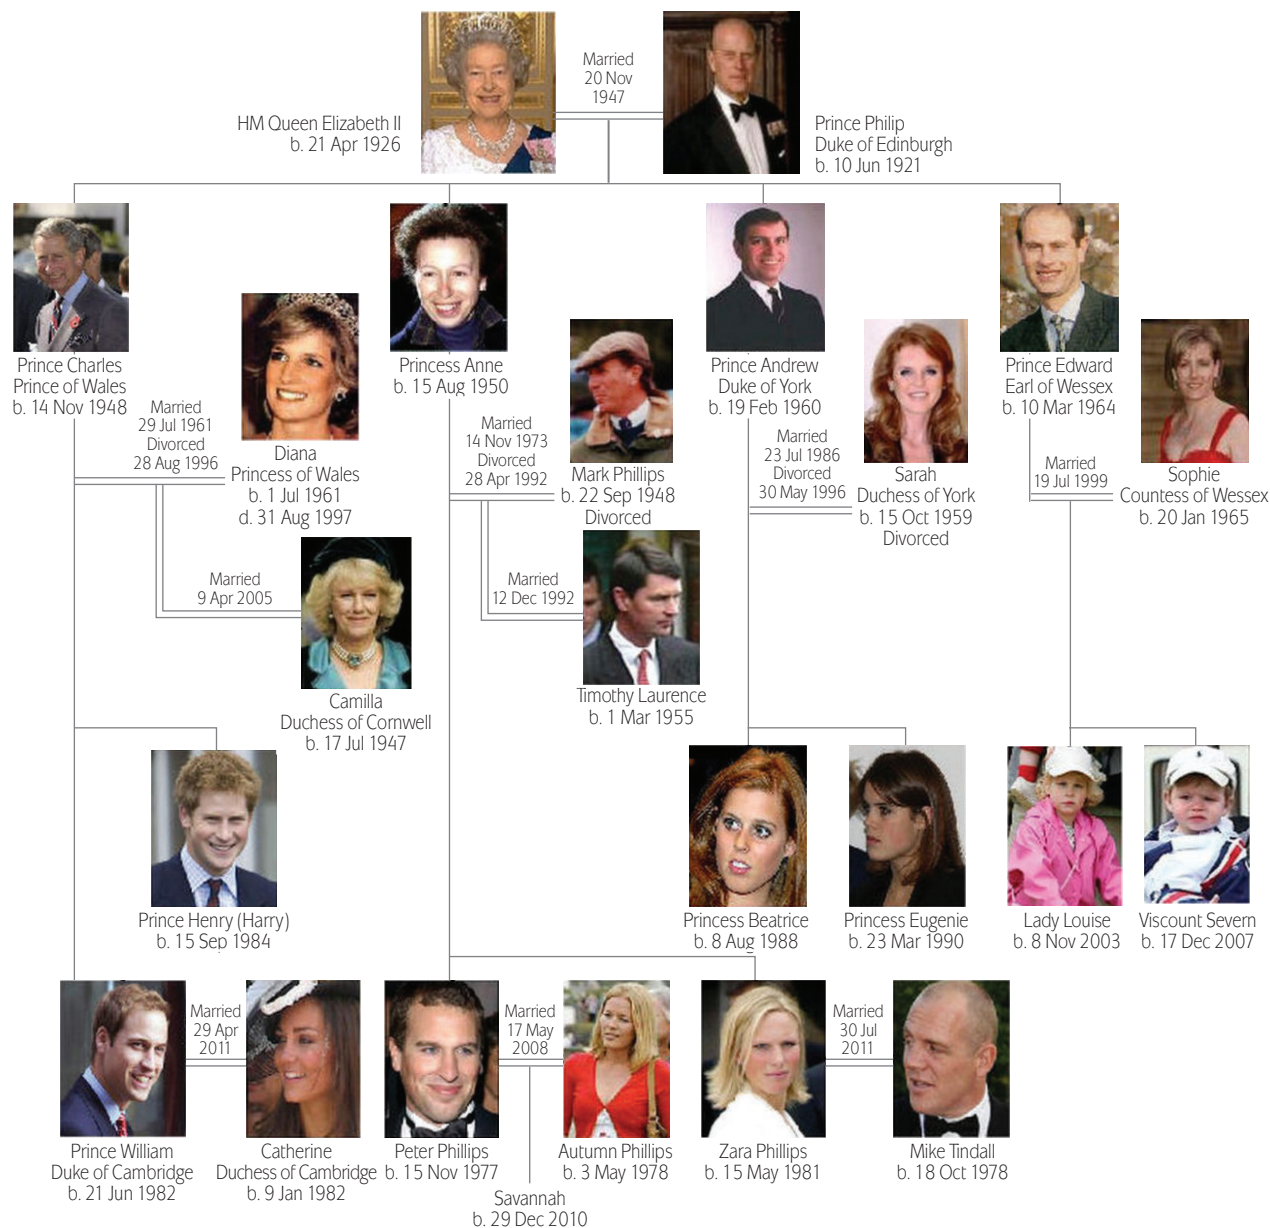 Married
20 Nov
1947
HM Queen Elizabeth II
b. 21 Apr 1926
Prince Philip
Duke of Edinburgh
b. 10 Jun 1921
Prince Charles
Prince of Wales
b. 14 Nov 1948
Married
29 Jul 1961
Divorced
28 Aug 1996
Diana
Princess of Wales
b. 1 Jul 1961
d. 31 Aug 1997
Married
9 Apr 2005
Camilla
Duchess of Cornwell
b. 17 Jul 1947
Princess Anne
b. 15 Aug 1950
Married
14 Nov 1973
Divorced
28 Apr 1992
Mark Phillips
b. 22 Sep 1948
Divorced
Married
12 Dec 1992
Timothy Laurence
b. 1 Mar 1955
Prince Andrew
Duke of York
b. 19 Feb 1960
Married
23 Jul 1986
Divorced
30 May 1996
Sarah
Duchess of York
b. 15 Oct 1959
Divorced
Prince Edward
Earl of Wessex
b. 10 Mar 1964
Married
19 Jul 1999
Sophie
Countess of Wessex
b. 20 Jan 1965
Prince Henry (Harry)
b. 15 Sep 1984
Princess Beatrice
b. 8 Aug 1988
Princess Eugenie
b. 23 Mar 1990
Lady Louise
b. 8 Nov 2003
Viscount Severn
b. 17 Dec 2007
Prince William
Duke of Cambridge
b. 21 Jun 1982
Married
29 Apr
2011
Catherine
Duchess of Cambridge
b. 9 Jan 1982
Peter Phillips
b. 15 Nov 1977
Married
17 May
2008
Autumn Phillips
b. 3 May 1978
Savannah
b. 29 Dec 2010
Zara Phillips
b. 15 May 1981
Married
30 Jul
2011
Mike Tindall
b. 18 Oct 1978